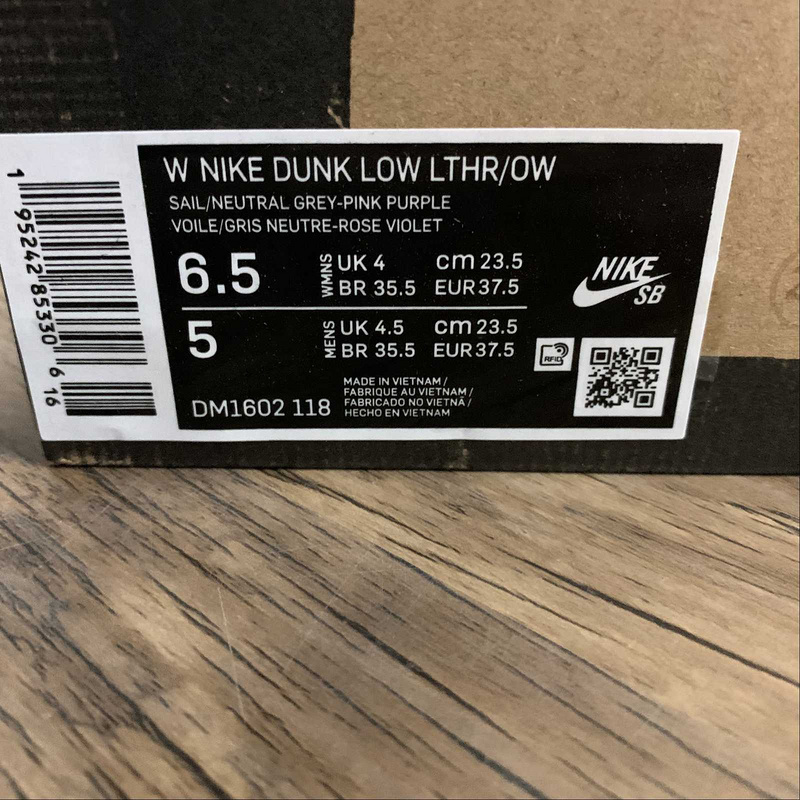 W NIKE DUNK LOW LTHR/OW
SAIL/NEUTRAL GREY-PINK PURPLE
VOILE/GRIS NEUTRE-ROSE VIOLET
6.5
WMNS
UK 4 cm 23.5
BR 35.5 EUR 37.5
5
MENS
UK 4.5 cm 23.5
BR 35.5 EUR 37.5
DM1602 118
MADE IN VIETNAM /
FABRIQUE AU VIETNAM /
FABRICADO NO VIETNÃ /
HECHO EN VIETNAM
NIKE
SB
RFID
1 95242 85330 6 16